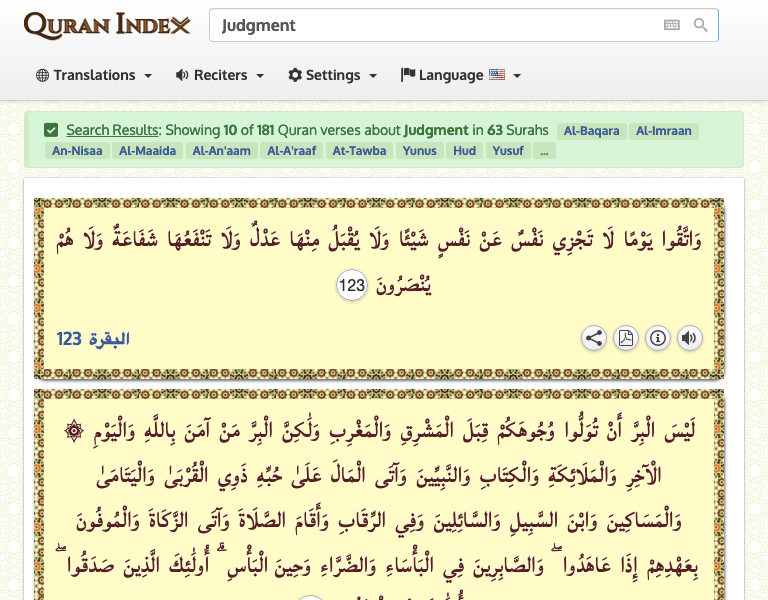 QURAN INDEX
Judgment
Translations
Reciters
Settings
Language
Search Results: Showing 10 of 181 Quran verses about Judgment in 63 Surahs Al-Baqara Al-Imraan
An-Nisaa Al-Maaida Al-An'aam Al-A'raaf At-Tawba Yunus Hud Yusuf ...
وَاتَّقُوا يَوْمًا لَا تَجْزِي نَفْسٌ عَنْ نَفْسٍ شَيْئًا وَلَا يُقْبَلُ مِنْهَا عَدْلٌ وَلَا تَنْفَعُهَا شَفَاعَةٌ وَلَا هُمْ
يُنْصَرُونَ 123
البقرة 123
لَيْسَ الْبِرَّ أَنْ تُوَلُّوا وُجُوهَكُمْ قِبَلَ الْمَشْرِقِ وَالْمَغْرِبِ وَلَٰكِنَّ الْبِرَّ مَنْ آمَنَ بِاللَّهِ وَالْيَوْمِ ۞
الْآخِرِ وَالْمَلَائِكَةِ وَالْكِتَابِ وَالنَّبِيِّينَ وَآتَى الْمَالَ عَلَىٰ حُبِّهِ ذَوِي الْقُرْبَىٰ وَالْيَتَامَىٰ
وَالْمَسَاكِينَ وَابْنَ السَّبِيلِ وَالسَّائِلِينَ وَفِي الرِّقَابِ وَأَقَامَ الصَّلَاةَ وَآتَى الزَّكَاةَ وَالْمُوفُونَ
بِعَهْدِهِمْ إِذَا عَاهَدُوا ۖ وَالصَّابِرِينَ فِي الْبَأْسَاءِ وَالضَّرَّاءِ وَحِينَ الْبَأْسِ ۗ أُولَٰئِكَ الَّذِينَ صَدَقُوا ۖ